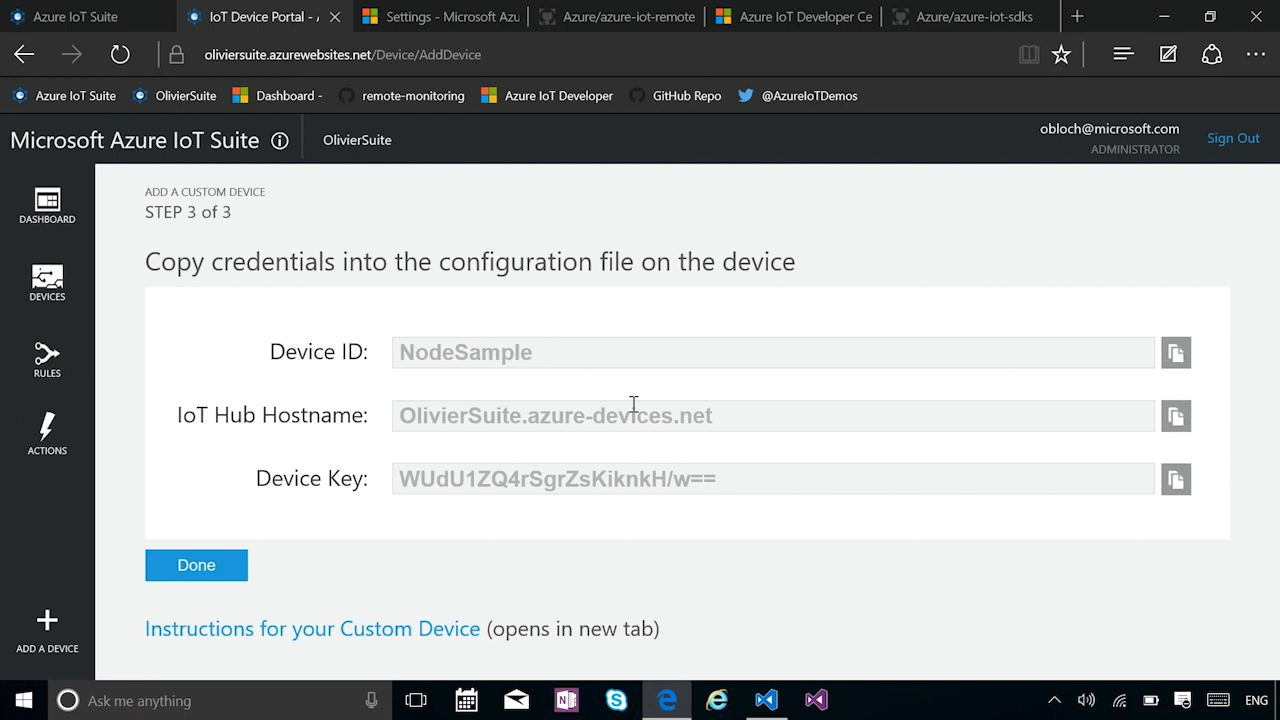 Azure IoT Suite
IoT Device Portal - A
Settings - Microsoft Azu
Azure/azure-iot-remote
Azure IoT Developer Ce
Azure/azure-iot-sdks
oliviersuite.azurewebsites.net/Device/AddDevice
Azure IoT Suite
OlivierSuite
Dashboard -
remote-monitoring
Azure IoT Developer
GitHub Repo
@AzureIoTDemos
Microsoft Azure IoT Suite
OlivierSuite
obloch@microsoft.com
ADMINISTRATOR
Sign Out
DASHBOARD
DEVICES
RULES
ACTIONS
ADD A DEVICE
ADD A CUSTOM DEVICE
STEP 3 of 3
Copy credentials into the configuration file on the device
Device ID: NodeSample
IoT Hub Hostname: OlivierSuite.azure-devices.net
Device Key: WUdU1ZQ4rSgrZsKiknkH/w==
Done
Instructions for your Custom Device (opens in new tab)
Ask me anything
ENG